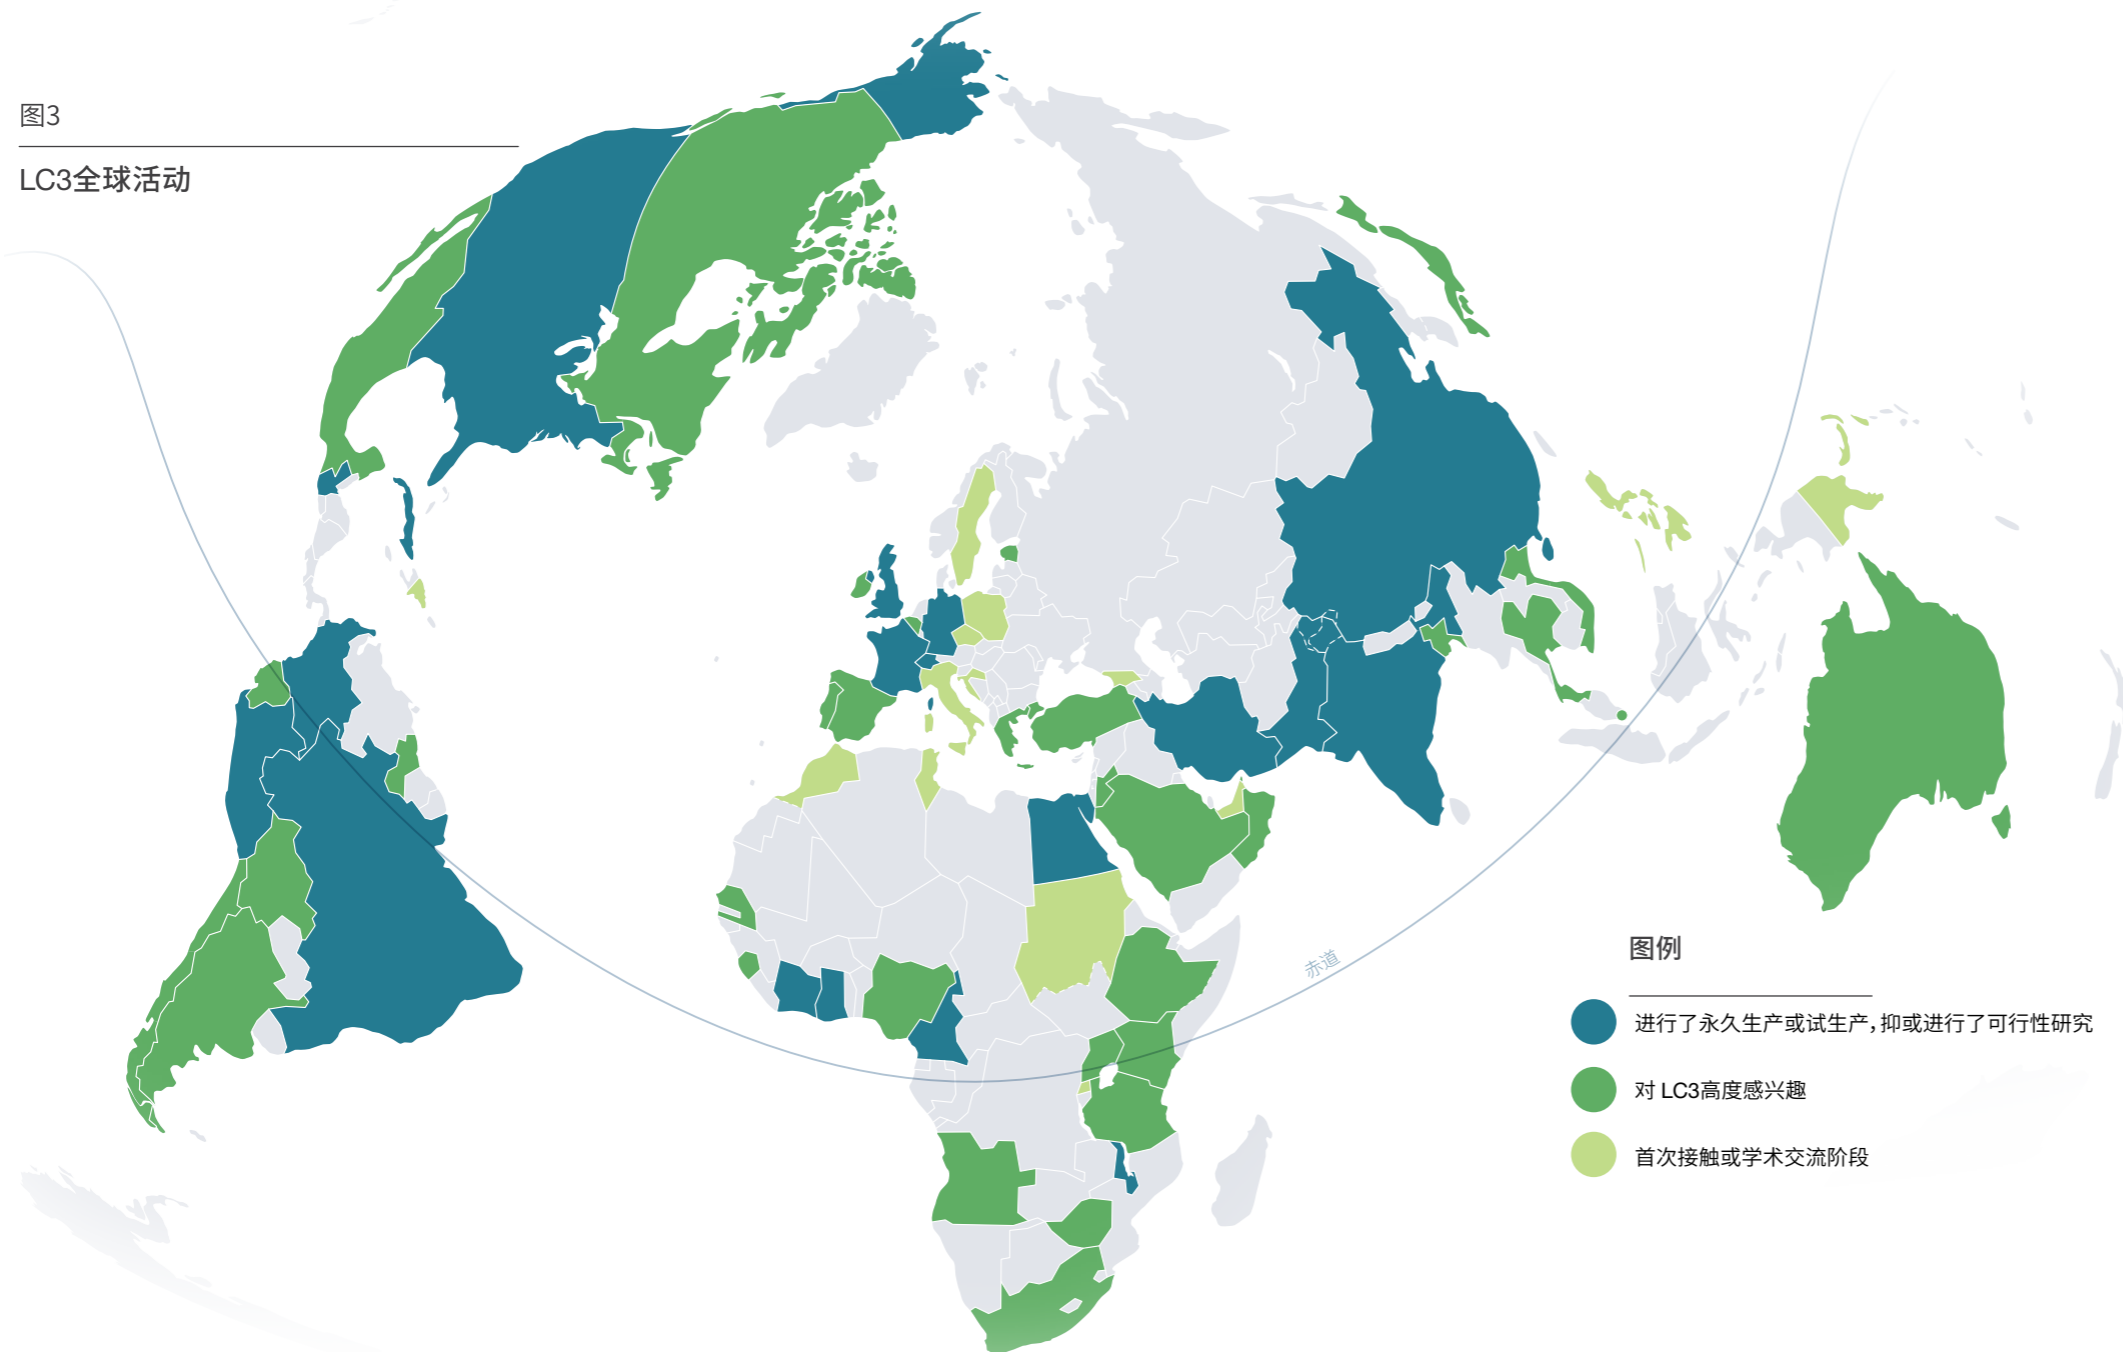 图3
LC3全球活动
赤道
图例
进行了永久生产或试生产，抑或进行了可行性研究
对 LC3高度感兴趣
首次接触或学术交流阶段